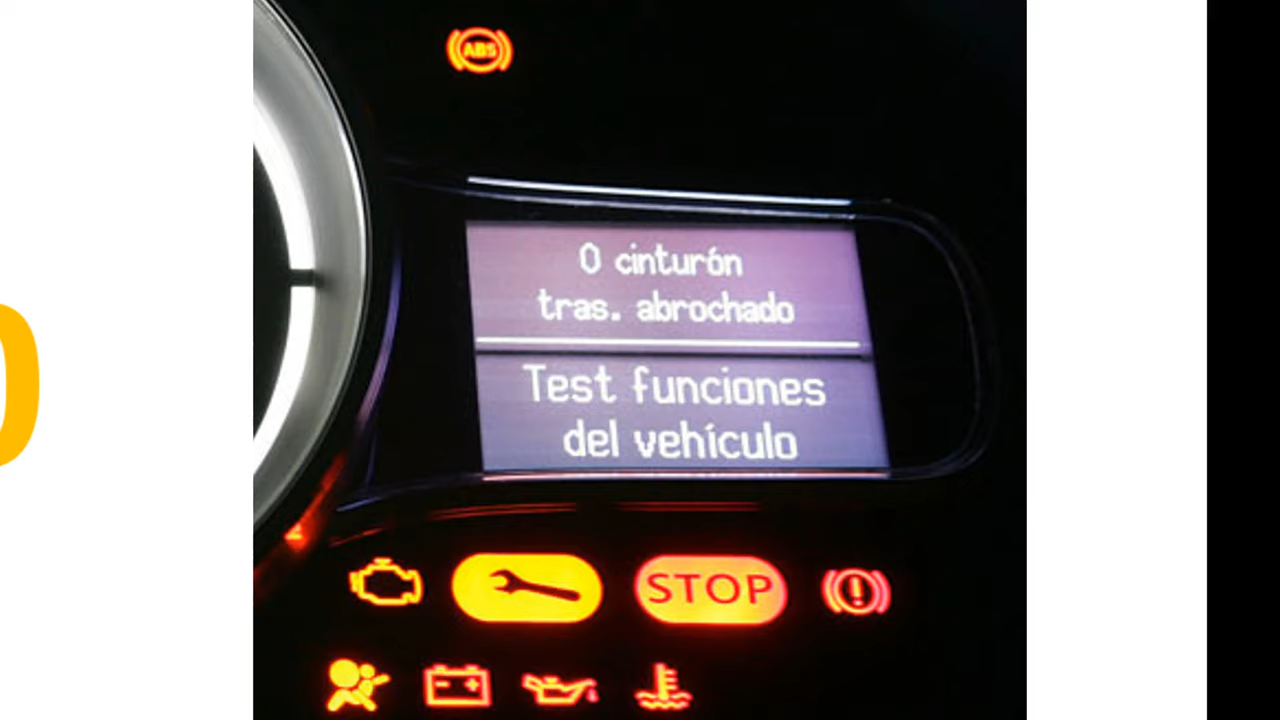 ABS
0 cinturón
tras. abrochado
Test funciones
del vehículo
STOP